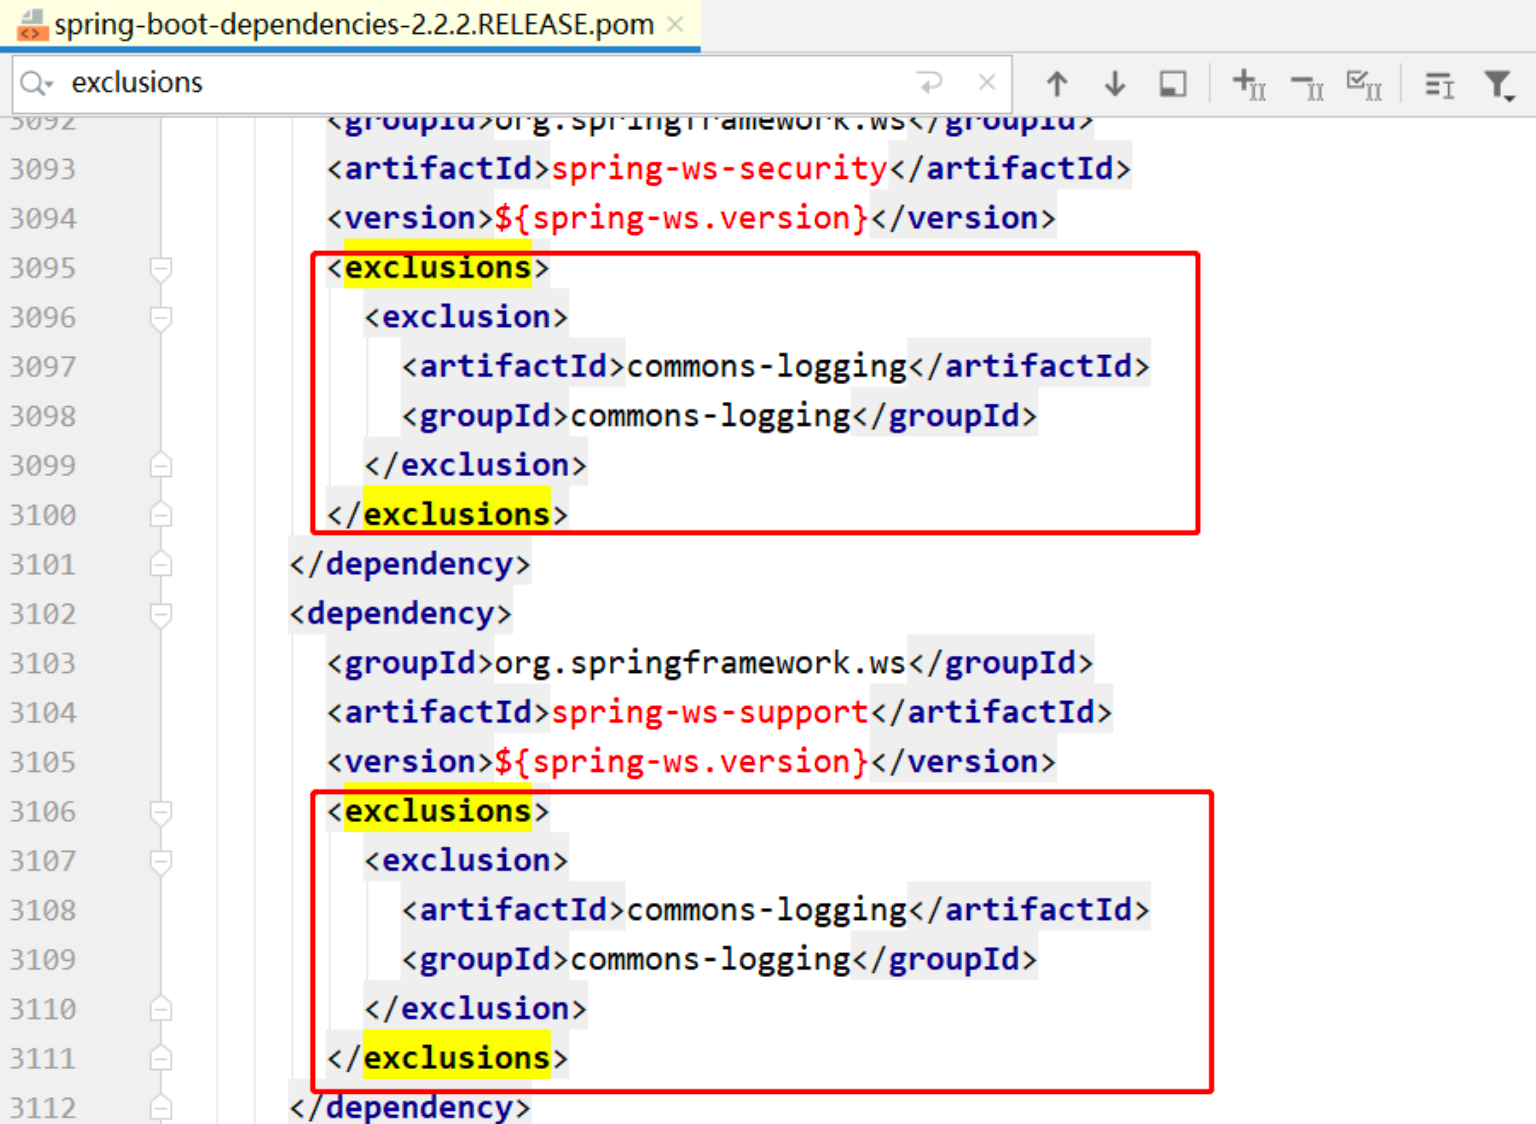 spring-boot-dependencies-2.2.2.RELEASE.pom
exclusions
3092 <groupId>org.springframework.ws</groupId>
3093 <artifactId>spring-ws-security</artifactId>
3094 <version>${spring-ws.version}</version>
3095 <exclusions>
3096 <exclusion>
3097 <artifactId>commons-logging</artifactId>
3098 <groupId>commons-logging</groupId>
3099 </exclusion>
3100 </exclusions>
3101 </dependency>
3102 <dependency>
3103 <groupId>org.springframework.ws</groupId>
3104 <artifactId>spring-ws-support</artifactId>
3105 <version>${spring-ws.version}</version>
3106 <exclusions>
3107 <exclusion>
3108 <artifactId>commons-logging</artifactId>
3109 <groupId>commons-logging</groupId>
3110 </exclusion>
3111 </exclusions>
3112 </dependency>